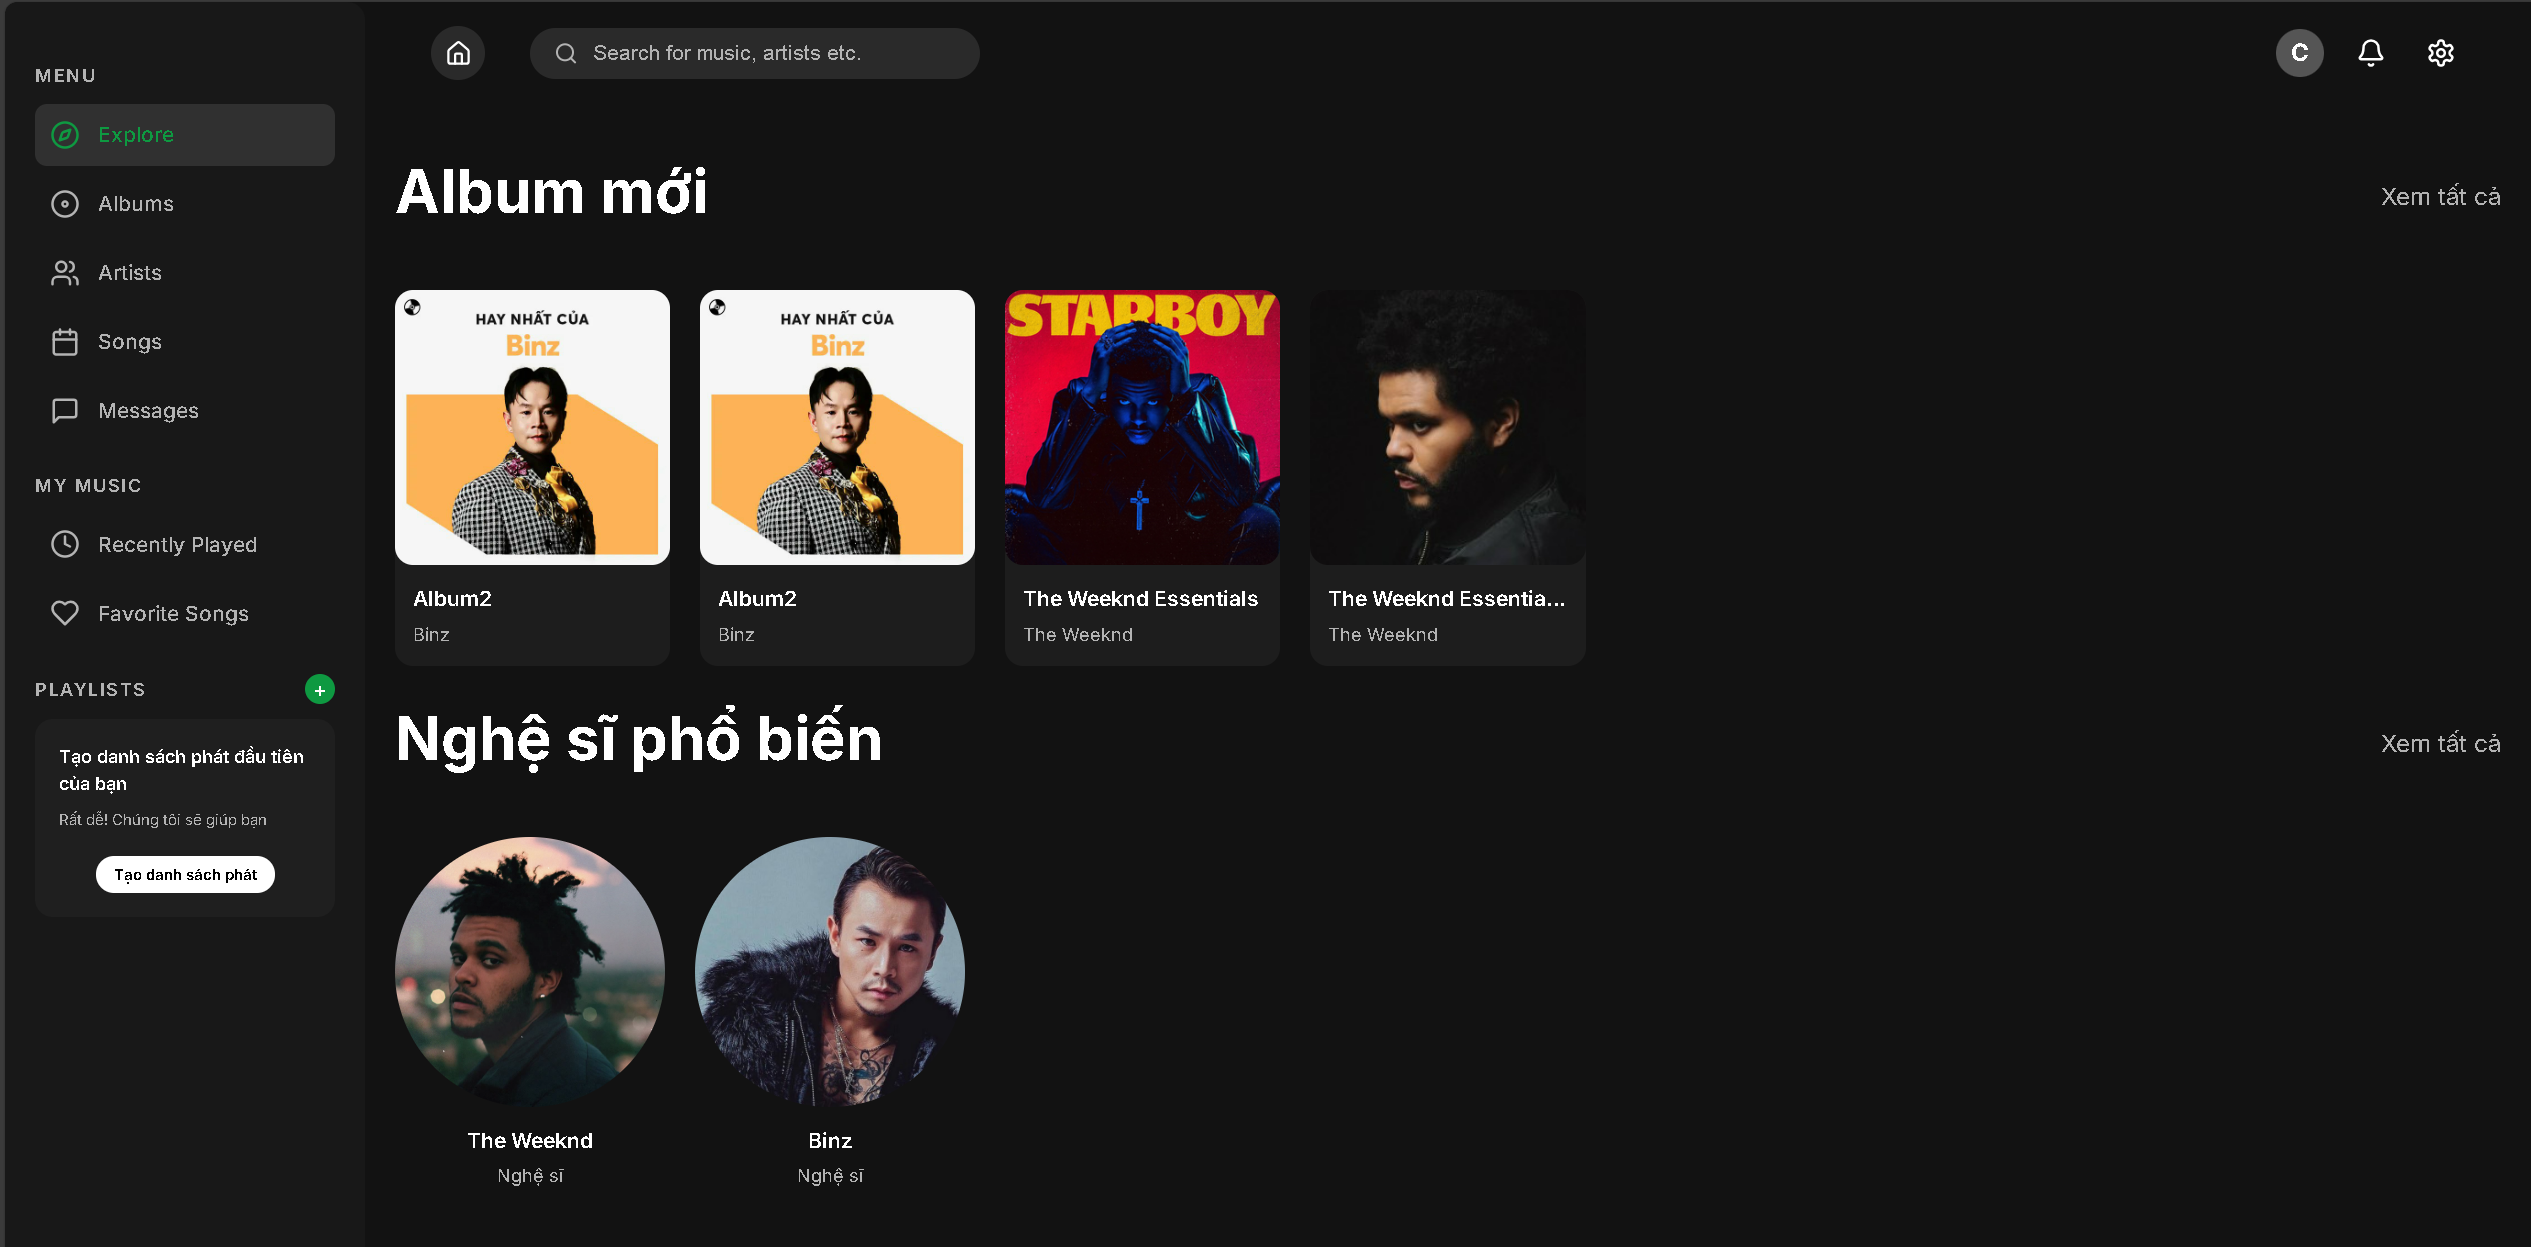 MENU
Explore
Albums
Artists
Songs
Messages
MY MUSIC
Recently Played
Favorite Songs
PLAYLISTS
+
Tạo danh sách phát đầu tiên
của bạn
Rất dễ! Chúng tôi sẽ giúp bạn
Tạo danh sách phát
Search for music, artists etc.
C
Album mới
Xem tất cả
HAY NHẤT CỦA
Binz
Album2
Binz
HAY NHẤT CỦA
Binz
Album2
Binz
STARBOY
The Weeknd Essentials
The Weeknd
The Weeknd Essentia...
The Weeknd
Nghệ sĩ phổ biến
Xem tất cả
The Weeknd
Nghệ sĩ
Binz
Nghệ sĩ